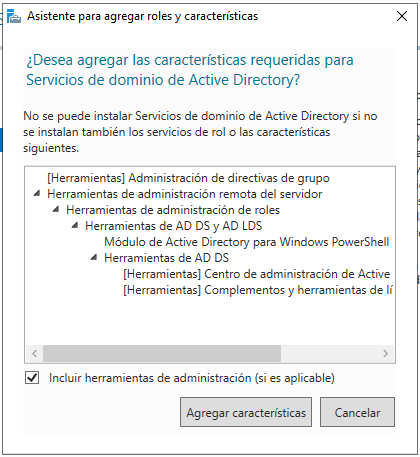 Asistente para agregar roles y características
¿Desea agregar las características requeridas para
Servicios de dominio de Active Directory?
No se puede instalar Servicios de dominio de Active Directory si no
se instalan también los servicios de rol o las características
siguientes.
[Herramientas] Administración de directivas de grupo
Herramientas de administración remota del servidor
Herramientas de administración de roles
Herramientas de AD DS y AD LDS
Módulo de Active Directory para Windows PowerShell
Herramientas de AD DS
[Herramientas] Centro de administración de Active
[Herramientas] Complementos y herramientas de lí
Incluir herramientas de administración (si es aplicable)
Agregar características
Cancelar